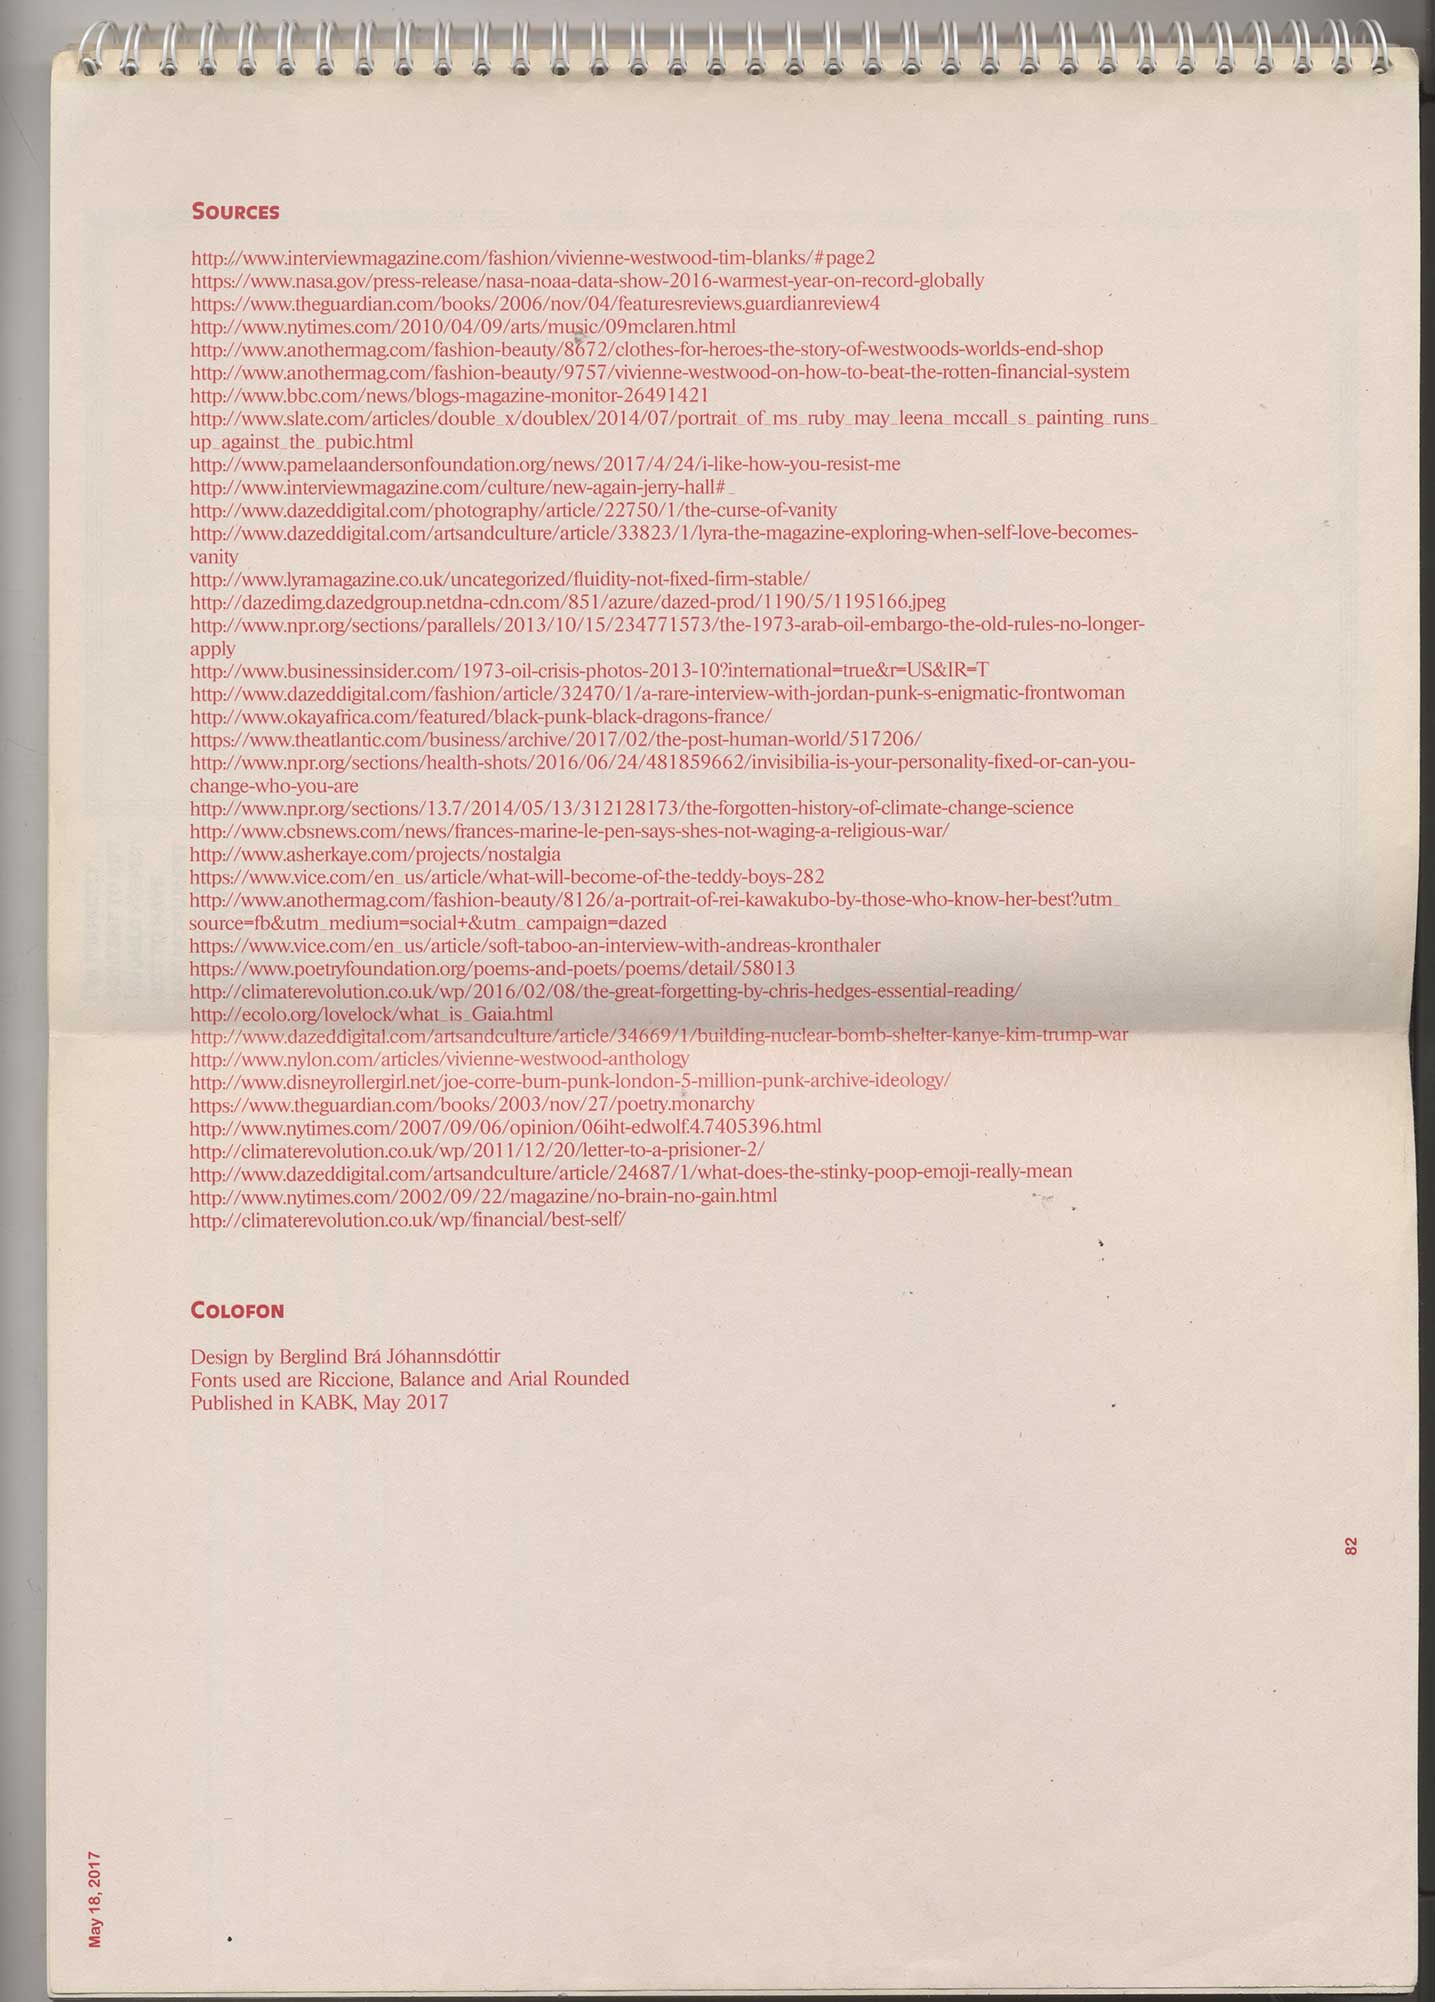 SOURCES
http://www.interviewmagazine.com/fashion/vivienne-westwood-tim-blanks/#page2
https://www.nasa.gov/press-release/nasa-noaa-data-show-2016-warmest-year-on-record-globally
https://www.theguardian.com/books/2006/nov/04/featuresreviews.guardianreview4
http://www.nytimes.com/2010/04/09/arts/music/09mclaren.html
http://www.anothermag.com/fashion-beauty/8672/clothes-for-heroes-the-story-of-westwoods-worlds-end-shop
http://www.anothermag.com/fashion-beauty/9757/vivienne-westwood-on-how-to-beat-the-rotten-financial-system
http://www.bbc.com/news/blogs-magazine-monitor-26491421
http://www.slate.com/articles/double_x/doublex/2014/07/portrait_of_ms_ruby_may_leena_mccall_s_painting_runs_
up_against_the_pubic.html
http://www.pamelaandersonfoundation.org/news/2017/4/24/i-like-how-you-resist-me
http://www.interviewmagazine.com/culture/new-again-jerry-hall#_
http://www.dazeddigital.com/photography/article/22750/1/the-curse-of-vanity
http://www.dazeddigital.com/artsandculture/article/33823/1/lyra-the-magazine-exploring-when-self-love-becomes-
vanity
http://www.lyramagazine.co.uk/uncategorized/fluidity-not-fixed-firm-stable/
http://dazedimg.dazedgroup.netdna-cdn.com/851/azure/dazed-prod/1190/5/1195166.jpeg
http://www.npr.org/sections/parallels/2013/10/15/234771573/the-1973-arab-oil-embargo-the-old-rules-no-longer-
apply
http://www.businessinsider.com/1973-oil-crisis-photos-2013-10?international=true&r=US&IR=T
http://www.dazeddigital.com/fashion/article/32470/1/a-rare-interview-with-jordan-punk-s-enigmatic-frontwoman
http://www.okayafrica.com/featured/black-punk-black-dragons-france/
https://www.theatlantic.com/business/archive/2017/02/the-post-human-world/517206/
http://www.npr.org/sections/health-shots/2016/06/24/481859662/invisibilia-is-your-personality-fixed-or-can-you-
change-who-you-are
http://www.npr.org/sections/13.7/2014/05/13/312128173/the-forgotten-history-of-climate-change-science
http://www.cbsnews.com/news/frances-marine-le-pen-says-shes-not-waging-a-religious-war/
http://www.asherkaye.com/projects/nostalgia
https://www.vice.com/en_us/article/what-will-become-of-the-teddy-boys-282
http://www.anothermag.com/fashion-beauty/8126/a-portrait-of-rei-kawakubo-by-those-who-know-her-best?utm_
source=fb&utm_medium=social+&utm_campaign=dazed
https://www.vice.com/en_us/article/soft-taboo-an-interview-with-andreas-kronthaler
https://www.poetryfoundation.org/poems-and-poets/poems/detail/58013
http://climaterevolution.co.uk/wp/2016/02/08/the-great-forgetting-by-chris-hedges-essential-reading/
http://ecolo.org/lovelock/what_is_Gaia.html
http://www.dazeddigital.com/artsandculture/article/34669/1/building-nuclear-bomb-shelter-kanye-kim-trump-war
http://www.nylon.com/articles/vivienne-westwood-anthology
http://www.disneyrollergirl.net/joe-corre-burn-punk-london-5-million-punk-archive-ideology/
https://www.theguardian.com/books/2003/nov/27/poetry.monarchy
http://www.nytimes.com/2007/09/06/opinion/06iht-edwolf.4.7405396.html
http://climaterevolution.co.uk/wp/2011/12/20/letter-to-a-prisioner-2/
http://www.dazeddigital.com/artsandculture/article/24687/1/what-does-the-stinky-poop-emoji-really-mean
http://www.nytimes.com/2002/09/22/magazine/no-brain-no-gain.html
http://climaterevolution.co.uk/wp/financial/best-self/
COLOFON
Design by Berglind Brá Jóhannsdóttir
Fonts used are Riccione, Balance and Arial Rounded
Published in KABK, May 2017
82
May 18, 2017